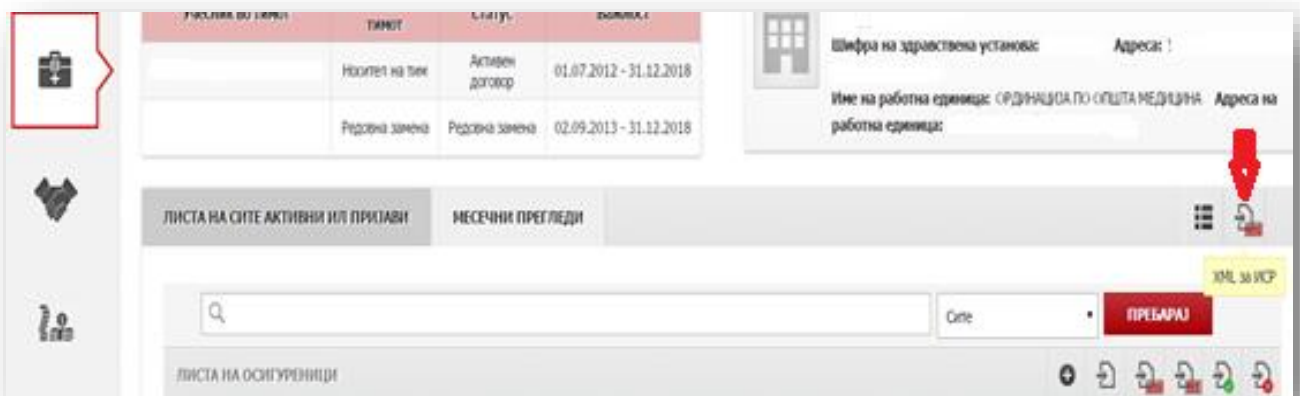 Учесник во тимот
тимот
Статус
Важност
Носител на тим
Активен
договор
01.07.2012 - 31.12.2018
Редовна замена
Редовна замена
02.09.2013 - 31.12.2018
Шифра на здравствена установа:
Адреса:
Име на работна единица: ОРДИНАЦИЈА ПО ОПШТА МЕДИЦИНА Адреса на
работна единица:
ЛИСТА НА СИТЕ АКТИВНИ ИЛ ПРИЈАВИ
МЕСЕЧНИ ПРЕГЛЕДИ
XML за ИСР
Сите
ПРЕБАРАЈ
ЛИСТА НА ОСИГУРЕНИЦИ